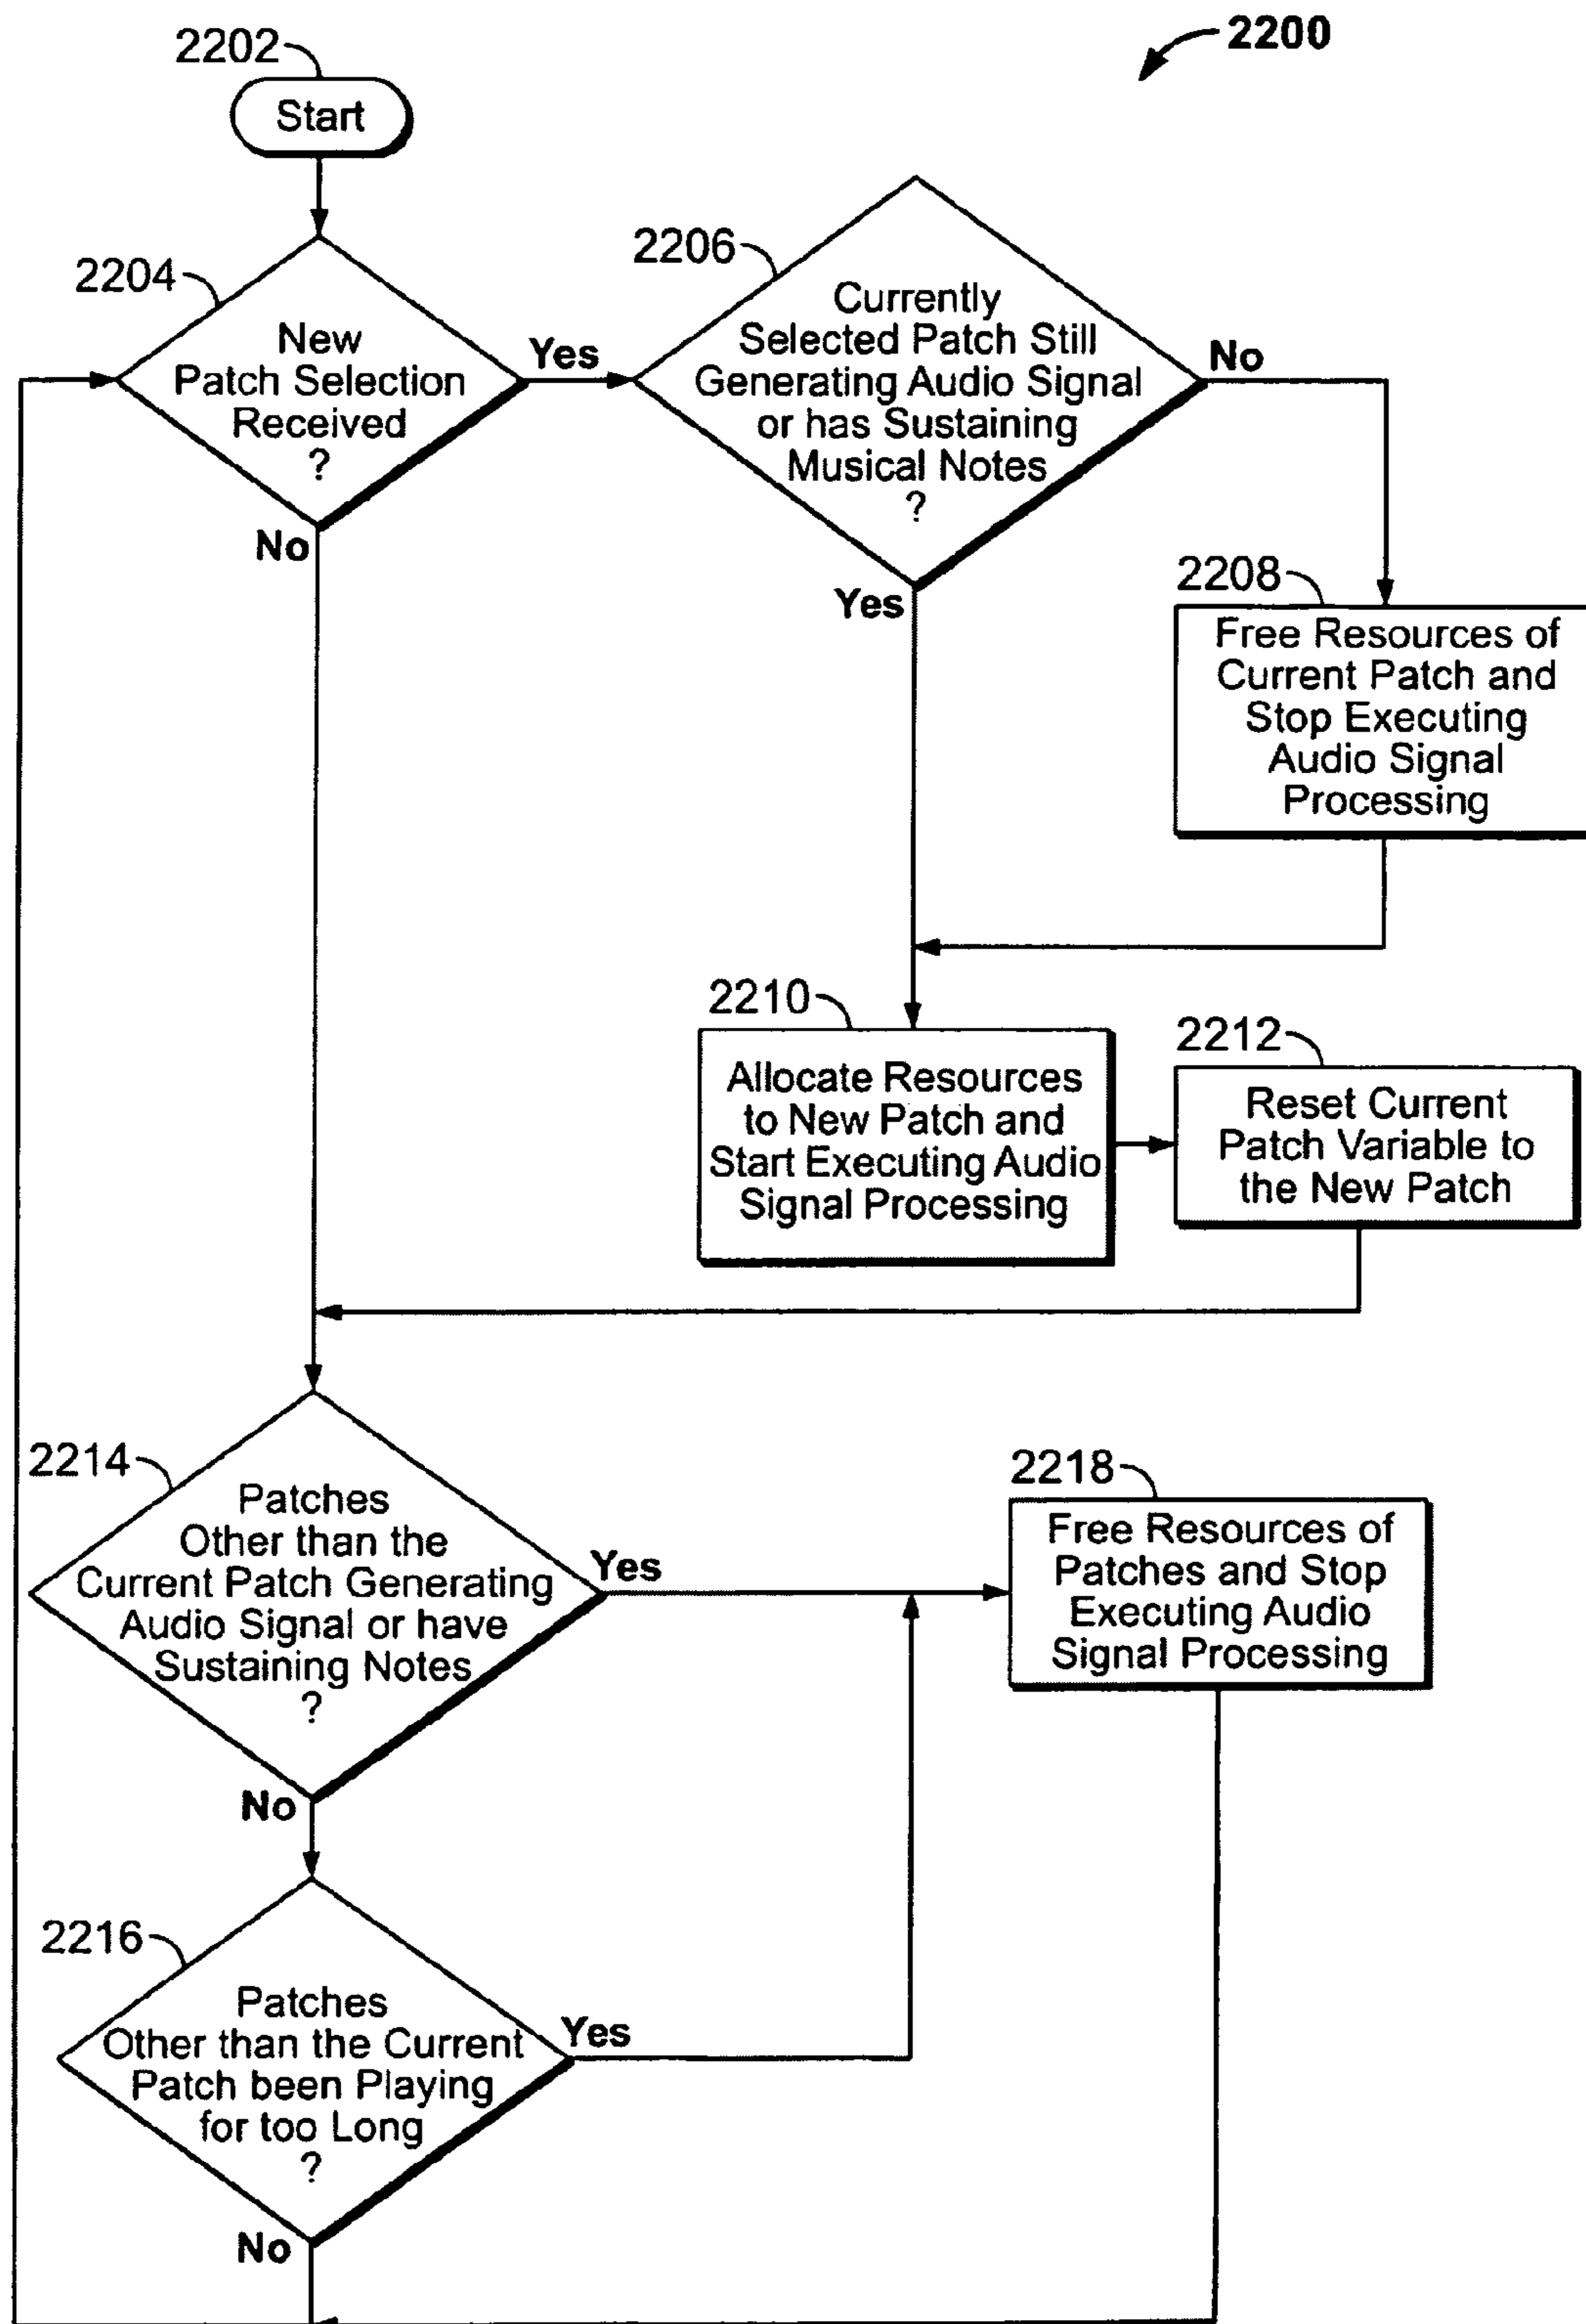 2200
2202
Start
2204
New
Patch Selection
Received
?
Yes
No
2206
Currently
Selected Patch Still
Generating Audio Signal
or has Sustaining
Musical Notes
?
No
Yes
2208
Free Resources of
Current Patch and
Stop Executing
Audio Signal
Processing
2210
Allocate Resources
to New Patch and
Start Executing Audio
Signal Processing
2212
Reset Current
Patch Variable to
the New Patch
2214
Patches
Other than the
Current Patch Generating
Audio Signal or have
Sustaining Notes
?
Yes
No
2218
Free Resources of
Patches and Stop
Executing Audio
Signal Processing
2216
Patches
Other than the Current
Patch been Playing
for too Long
?
Yes
No